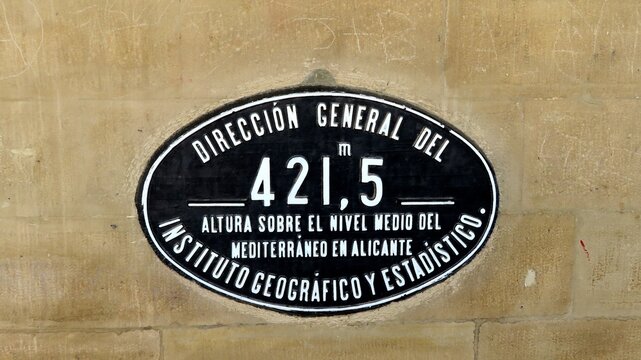 DIRECCIÓN GENERAL DEL
m
421,5
ALTURA SOBRE EL NIVEL MEDIO DEL
MEDITERRÁNEO EN ALICANTE
INSTITUTO GEOGRÁFICO Y ESTADÍSTICO.